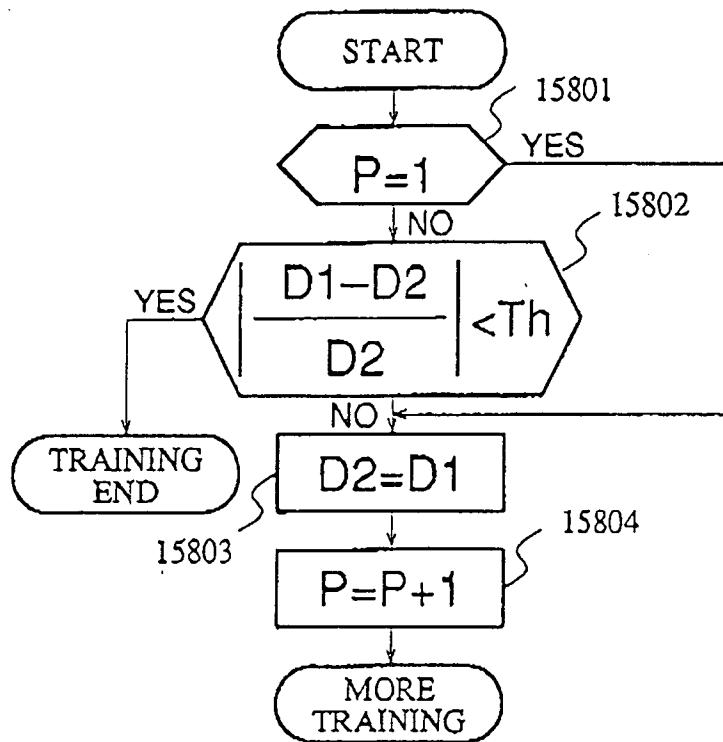 START
15801
P=1
YES
NO
15802
YES
| D1−D2 / D2 | <Th
NO
TRAINING
END
D2=D1
15803
15804
P=P+1
MORE
TRAINING